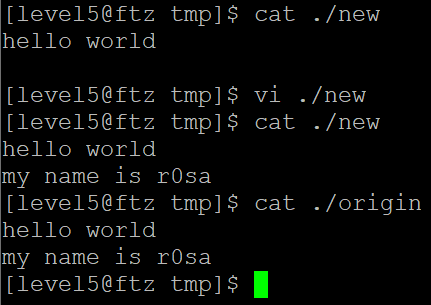 [level5@ftz tmp]$ cat ./new
hello world
[level5@ftz tmp]$ vi ./new
[level5@ftz tmp]$ cat ./new
hello world
my name is r0sa
[level5@ftz tmp]$ cat ./origin
hello world
my name is r0sa
[level5@ftz tmp]$